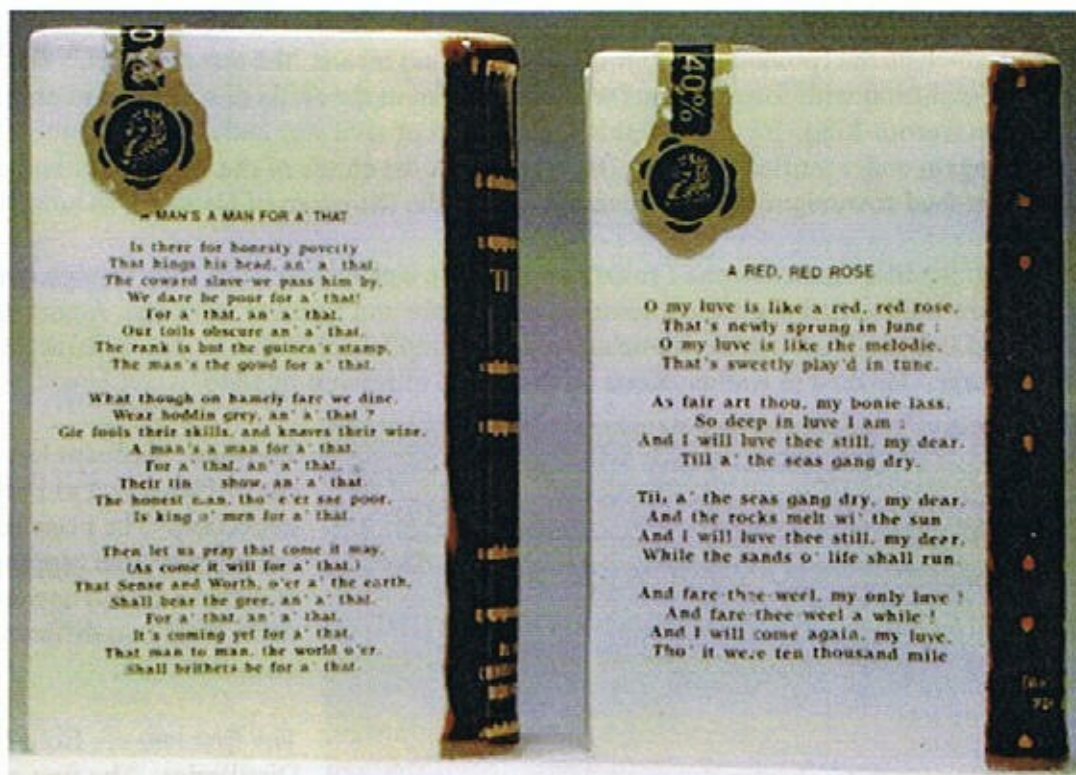 40
A MAN'S A MAN FOR A' THAT
Is there for honesty poverty
That hings his head, an' a' that.
The coward slave we pass him by.
We dare be poor for a' that!
For a' that, an' a' that.
Our toils obscure an' a' that.
The rank is but the guinea's stamp.
The man's the gowd for a' that.
What though on hamely fare we dine.
Wear hoddin grey, an' a' that ?
Gie fools their skills, and knaves their wine.
A man's a man for a' that.
For a' that, an' a' that.
Their tin show, an' a' that.
The honest man, tho' e'er sae poor.
Is king o' men for a' that.
Then let us pray that come it may.
(As come it will for a' that.)
That Sense and Worth, o'er a' the earth.
Shall bear the gree, an' a' that.
For a' that, an' a' that.
It's coming yet for a' that.
That man to man, the world o'er.
Shall brithers be for a' that.
40%
A RED, RED ROSE
O my luve is like a red, red rose.
That's newly sprung in June :
O my luve is like the melodie.
That's sweetly play'd in tune.
As fair art thou, my bonie lass.
So deep in luve I am :
And I will luve thee still, my dear.
Till a' the seas gang dry.
Till a' the seas gang dry, my dear.
And the rocks melt wi' the sun
And I will luve thee still, my dear,
While the sands o' life shall run.
And fare-thee-weel, my only luve !
And fare-thee weel a while !
And I will come again, my luve.
Tho' it were ten thousand mile